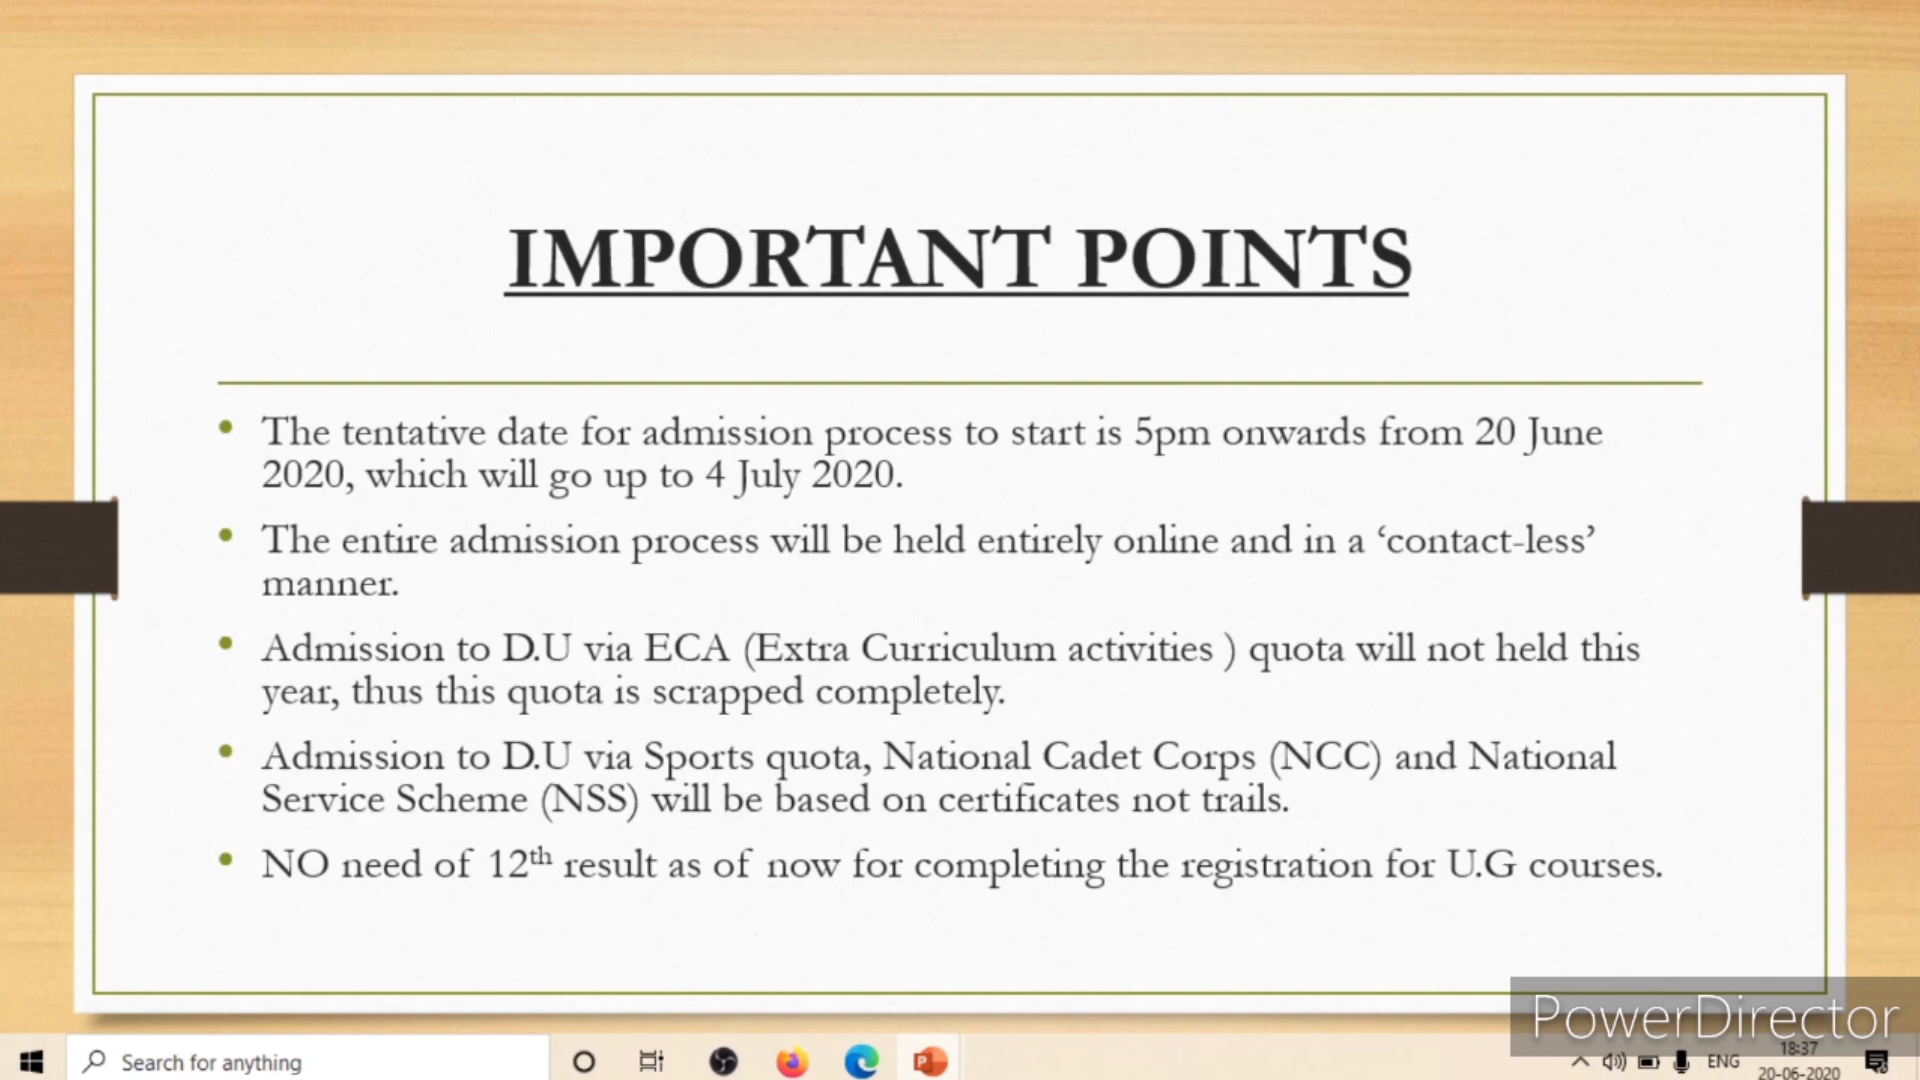 IMPORTANT POINTS
• The tentative date for admission process to start is 5pm onwards from 20 June
2020, which will go up to 4 July 2020.
• The entire admission process will be held entirely online and in a ‘contact-less’
manner.
• Admission to D.U via ECA (Extra Curriculum activities ) quota will not held this
year, thus this quota is scrapped completely.
• Admission to D.U via Sports quota, National Cadet Corps (NCC) and National
Service Scheme (NSS) will be based on certificates not trails.
• NO need of 12th result as of now for completing the registration for U.G courses.
PowerDirector
Search for anything
ENG
18:37
20-06-2020